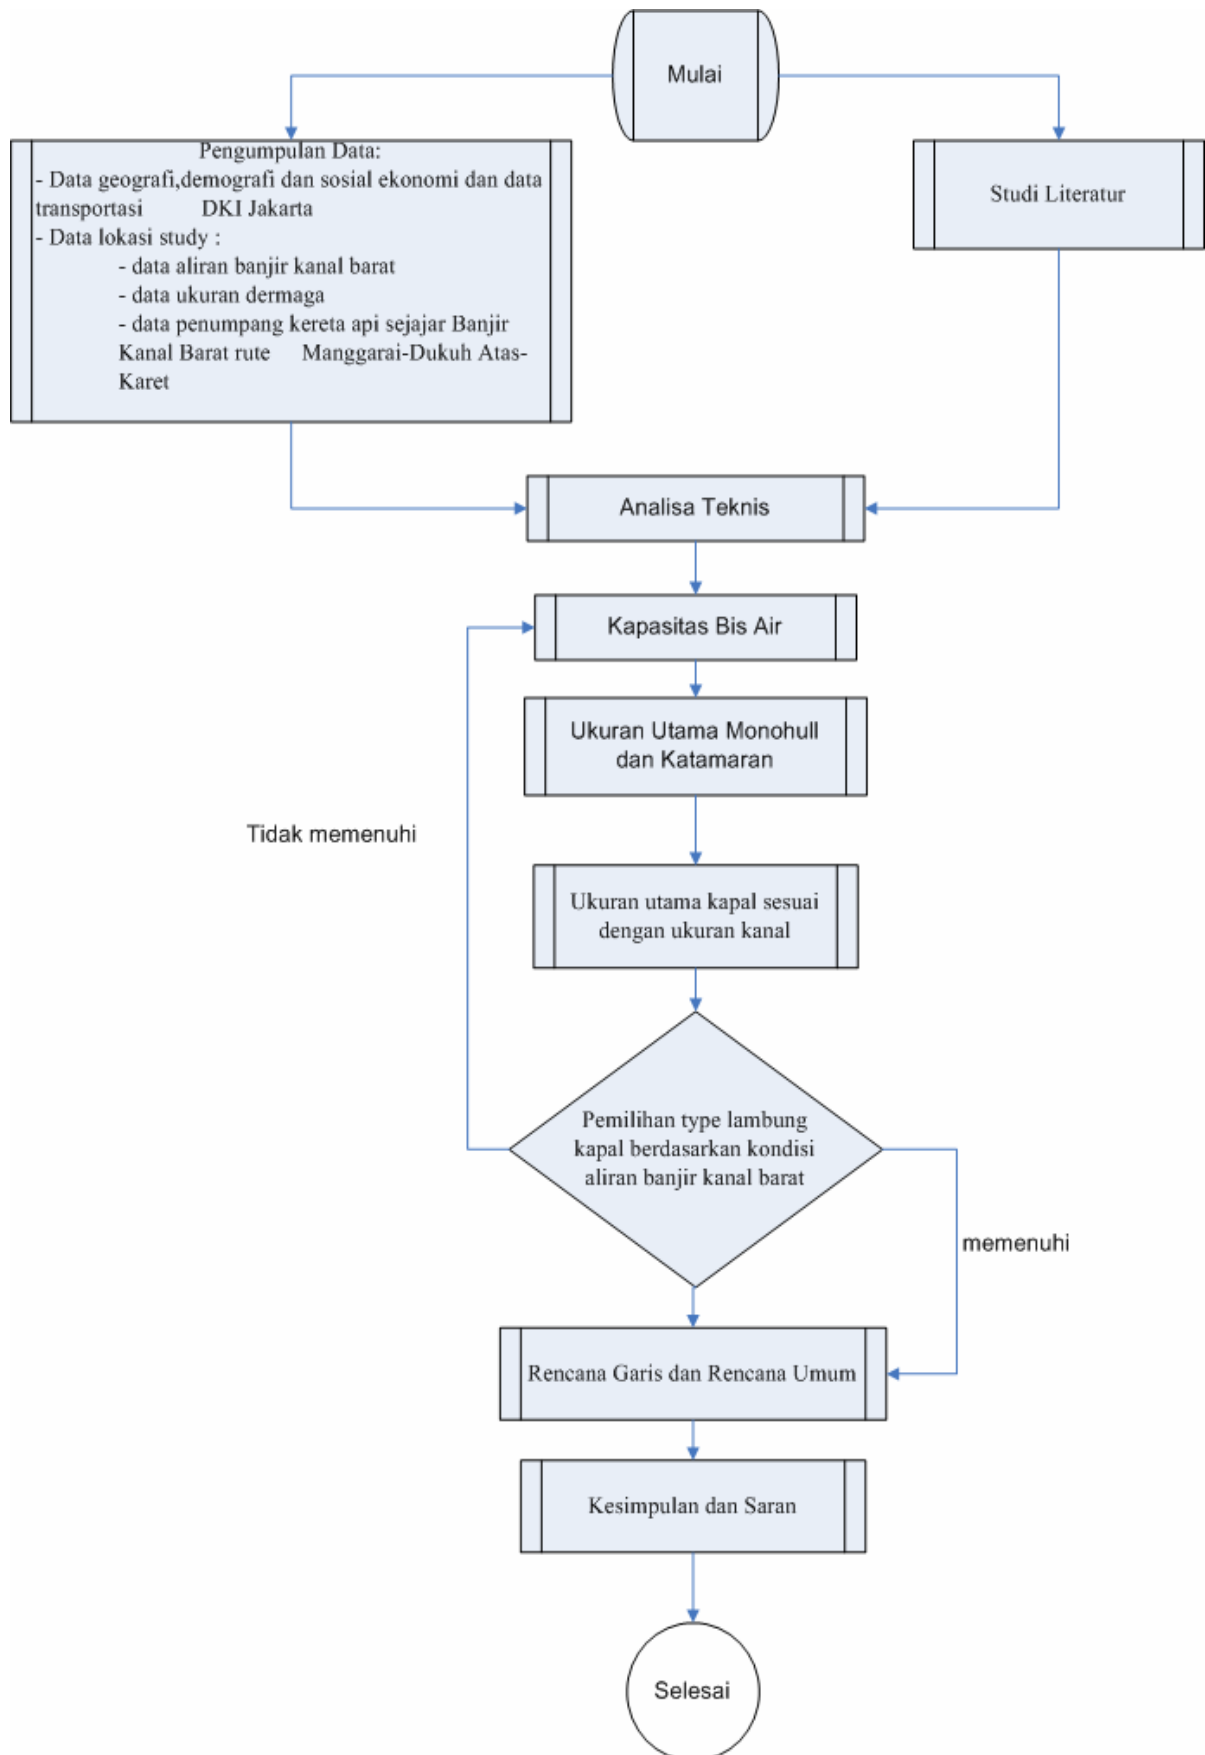 Mulai
Pengumpulan Data:
- Data geografi,demografi dan sosial ekonomi dan data
transportasi DKI Jakarta
- Data lokasi study :
- data aliran banjir kanal barat
- data ukuran dermaga
- data penumpang kereta api sejajar Banjir
Kanal Barat rute Manggarai-Dukuh Atas-
Karet
Studi Literatur
Analisa Teknis
Kapasitas Bis Air
Ukuran Utama Monohull
dan Katamaran
Tidak memenuhi
Ukuran utama kapal sesuai
dengan ukuran kanal
Pemilihan type lambung
kapal berdasarkan kondisi
aliran banjir kanal barat
memenuhi
Rencana Garis dan Rencana Umum
Kesimpulan dan Saran
Selesai